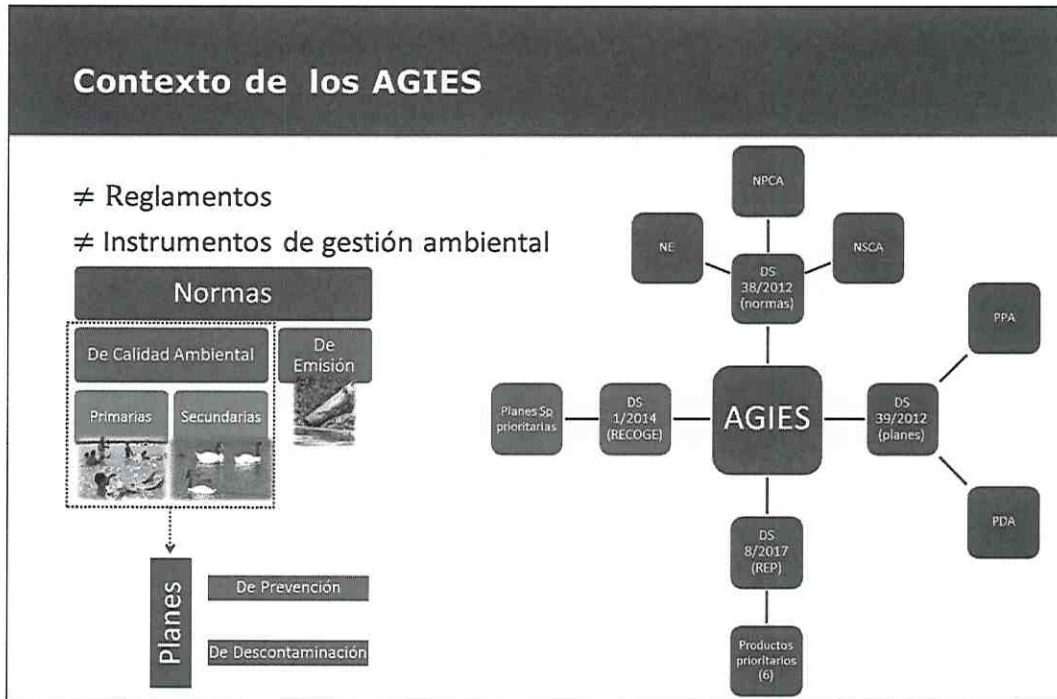 Contexto de los AGIES
≠ Reglamentos
≠ Instrumentos de gestión ambiental
Normas
De Calidad Ambiental
De
Emisión
Primarias
Secundarias
Planes
De Prevención
De Descontaminación
NPCA
NE
NSCA
DS
38/2012
(normas)
PPA
Planes Sp
prioritarias
DS
1/2014
(RECOGE)
AGIES
DS
39/2012
(planes)
PDA
DS
8/2017
(REP)
Productos
prioritarios
(6)